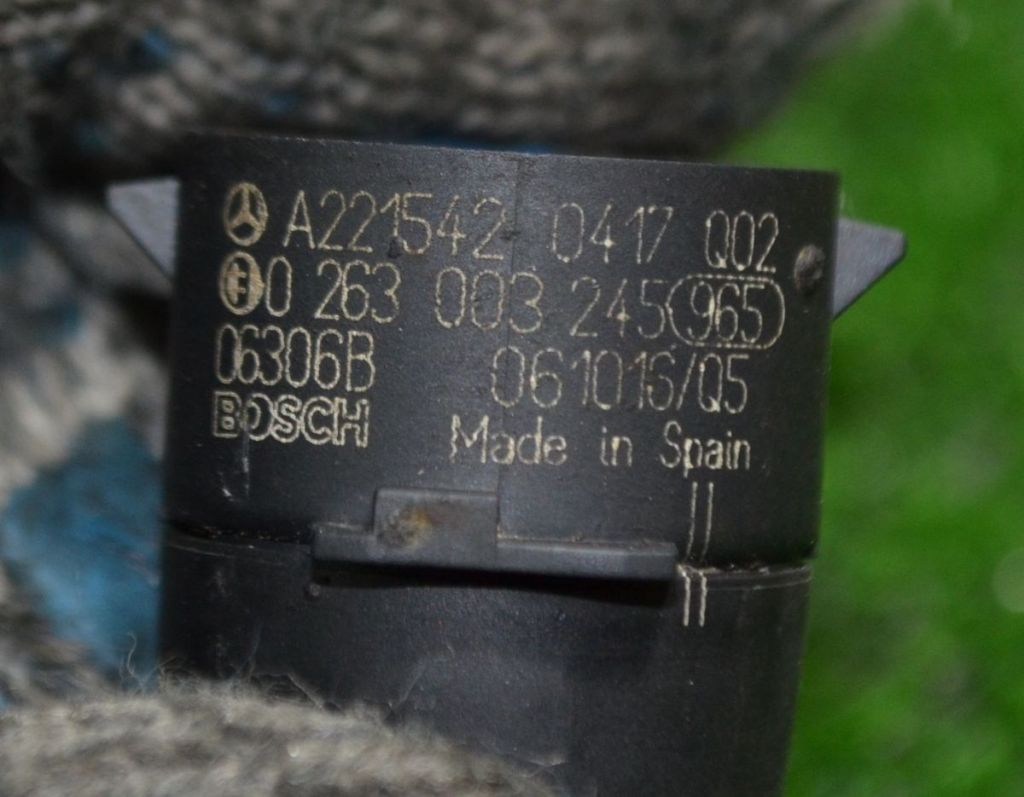 A221542 0417 Q02
0 263 003 245 965
06306B 061016/Q5
BOSCH Made in Spain